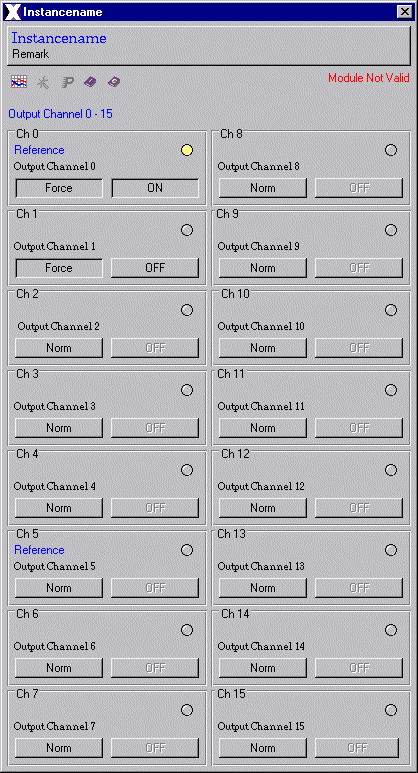 Instancename
Instancename
Remark
Module Not Valid
Output Channel 0 - 15
Ch 0
Reference
Output Channel 0
Force ON
Ch 1
Output Channel 1
Force OFF
Ch 2
Output Channel 2
Norm OFF
Ch 3
Output Channel 3
Norm OFF
Ch 4
Output Channel 4
Norm OFF
Ch 5
Reference
Output Channel 5
Norm OFF
Ch 6
Output Channel 6
Norm OFF
Ch 7
Output Channel 7
Norm OFF
Ch 8
Output Channel 8
Norm OFF
Ch 9
Output Channel 9
Norm OFF
Ch 10
Output Channel 10
Norm OFF
Ch 11
Output Channel 11
Norm OFF
Ch 12
Output Channel 12
Norm OFF
Ch 13
Output Channel 13
Norm OFF
Ch 14
Output Channel 14
Norm OFF
Ch 15
Output Channel 15
Norm OFF